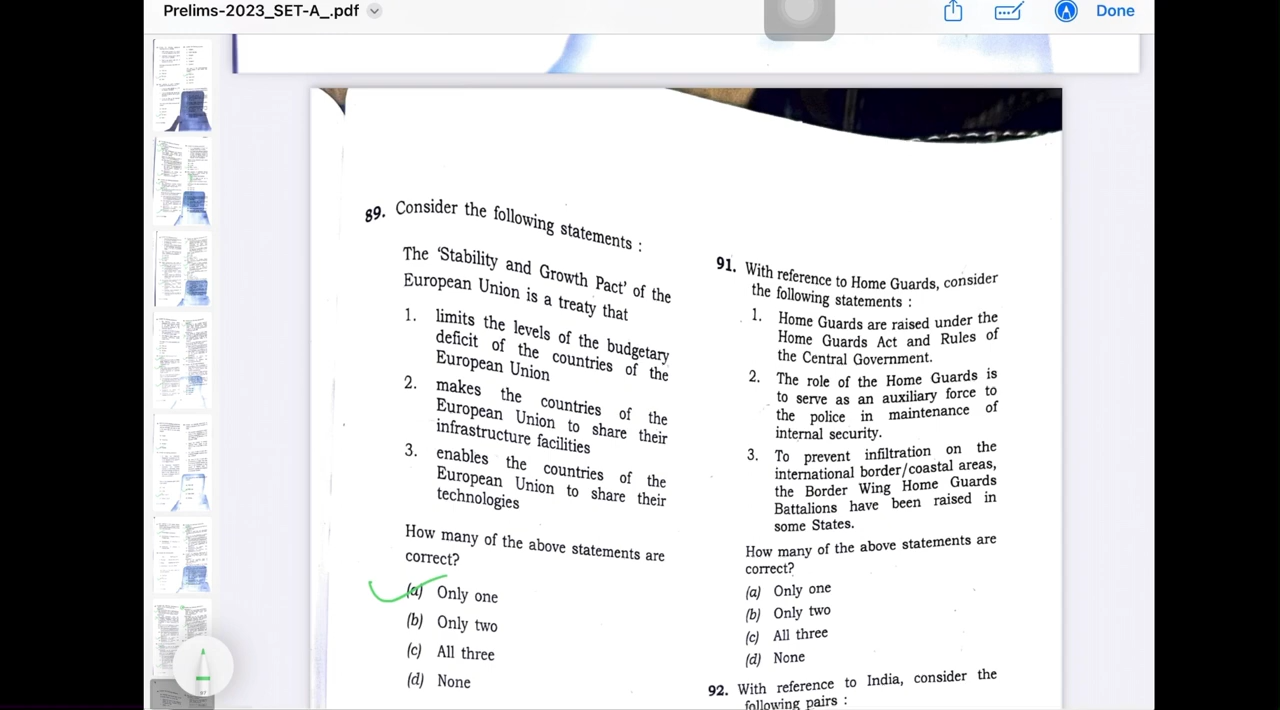 Prelims-2023_SET-A_.pdf
Done
89. Consider the following statements :
The 'Stability and Growth Pact' of the
European Union is a treaty that
1. limits the levels of the budgetary
deficit of the countries of the
European Union
2. makes the countries of the
European Union to share their
infrastructure facilities
3. enables the countries of the
European Union to share their
technologies
How many of the above statements are
correct?
(a) Only one
(b) Only two
(c) All three
(d) None
91. With reference to Home Guards, consider
the following statements :
1. Home Guards are raised under the
Home Guards Act and Rules of
the Central Government.
2. The role of the Home Guards is
to serve as an auxiliary force to
the police in maintenance of
internal security.
3. To prevent infiltration on the
international border/coastal areas,
the Border Wing Home Guards
Battalions have been raised in
some States.
How many of the above statements are
correct?
(a) Only one
(b) Only two
(c) All three
(d) None
92. With reference to India, consider the
following pairs :